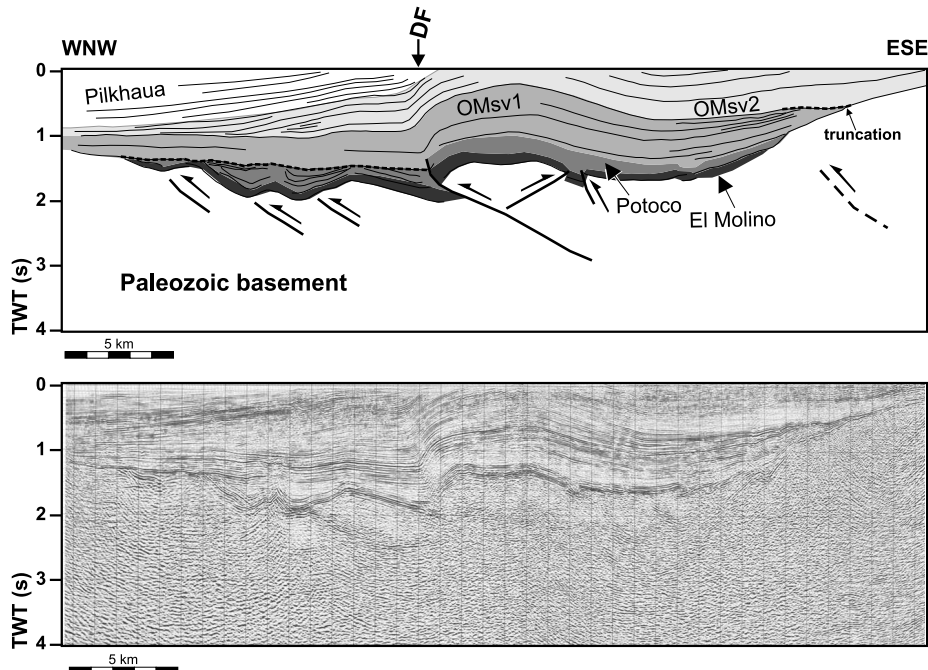 DF
WNW
ESE
0
Pilkhaua
OMsv1
OMsv2
1
truncation
2
Potoco
El Molino
3
Paleozoic basement
TWT (s)
4
5 km
0
1
2
3
TWT (s)
4
5 km